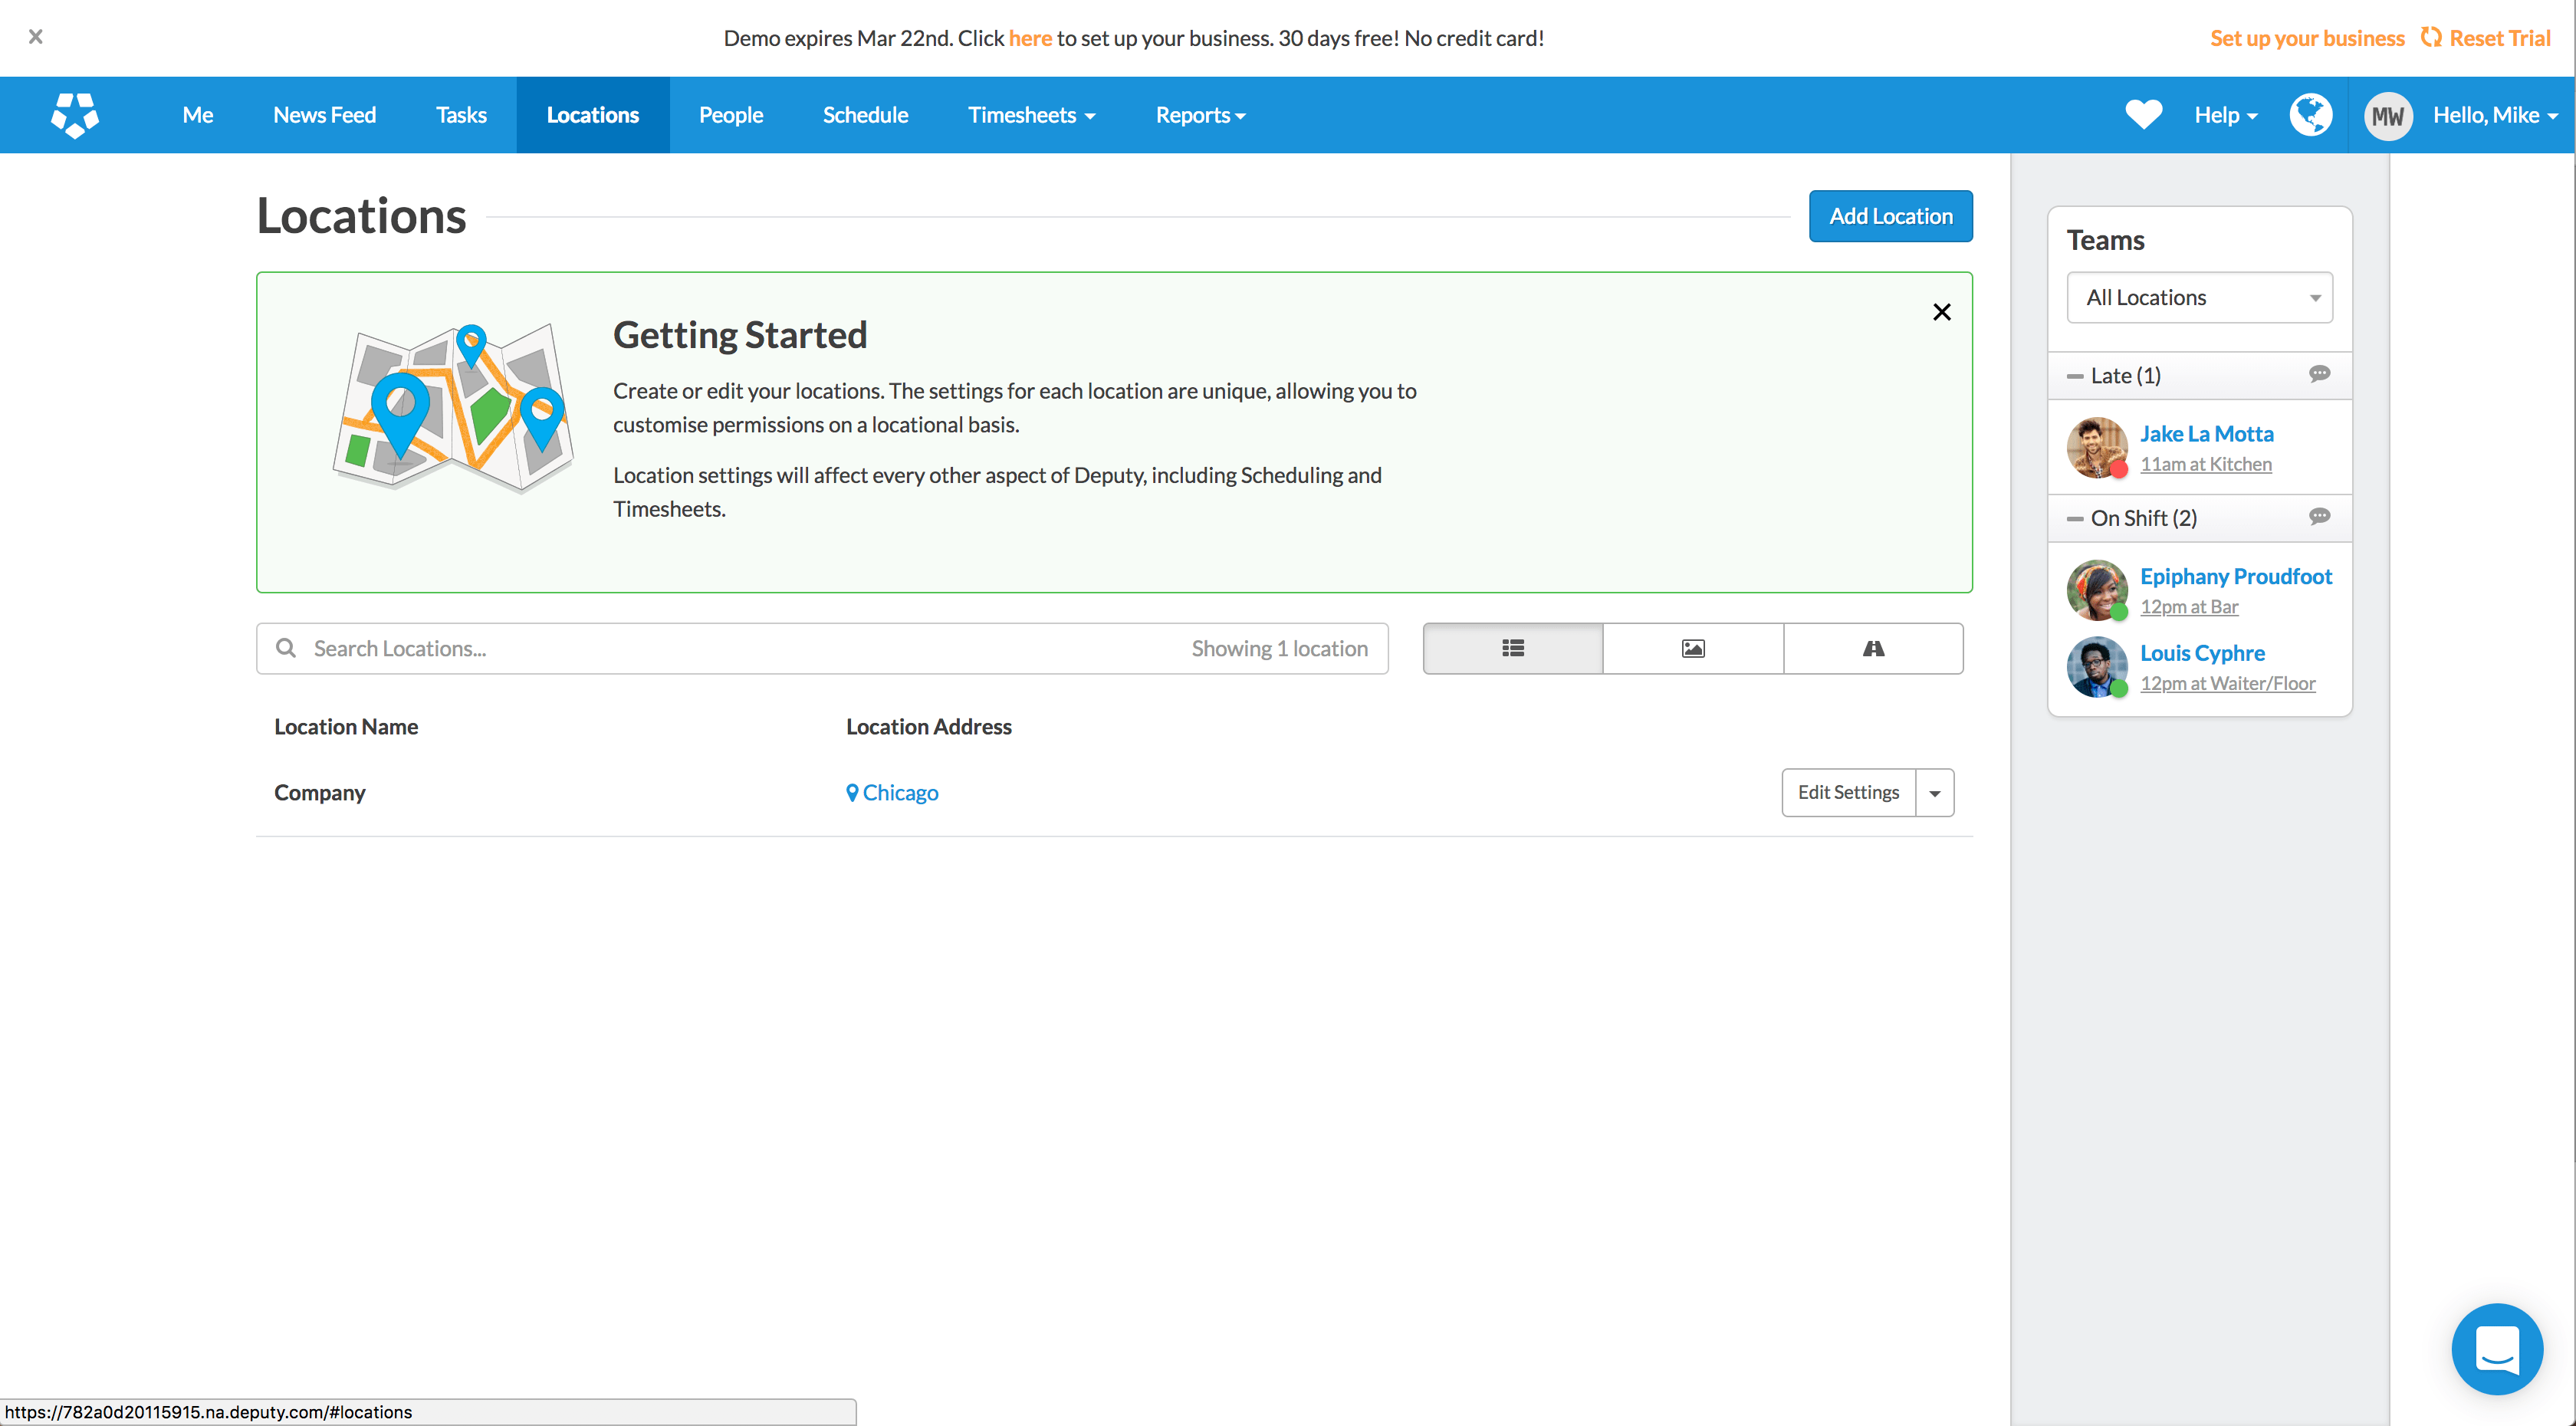 Demo expires Mar 22nd. Click here to set up your business. 30 days free! No credit card!
Set up your business Reset Trial
Me News Feed Tasks Locations People Schedule Timesheets Reports Help MW Hello, Mike
Locations
Add Location
Getting Started
Create or edit your locations. The settings for each location are unique, allowing you to
customise permissions on a locational basis.
Location settings will affect every other aspect of Deputy, including Scheduling and
Timesheets.
Search Locations... Showing 1 location
Location Name Location Address
Company Chicago Edit Settings
Teams
All Locations
Late (1)
Jake La Motta
11am at Kitchen
On Shift (2)
Epiphany Proudfoot
12pm at Bar
Louis Cyphre
12pm at Waiter/Floor
https://782a0d20115915.na.deputy.com/#locations